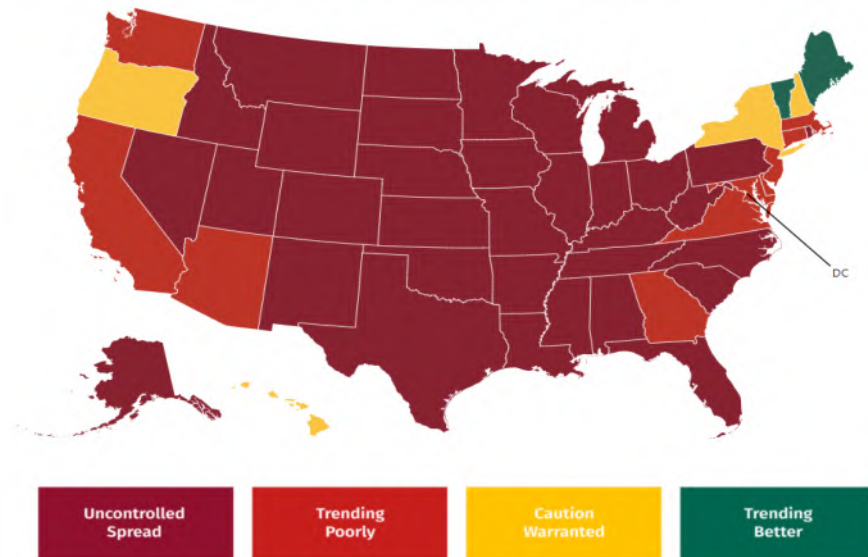 DC
Uncontrolled
Spread
Trending
Poorly
Caution
Warranted
Trending
Better